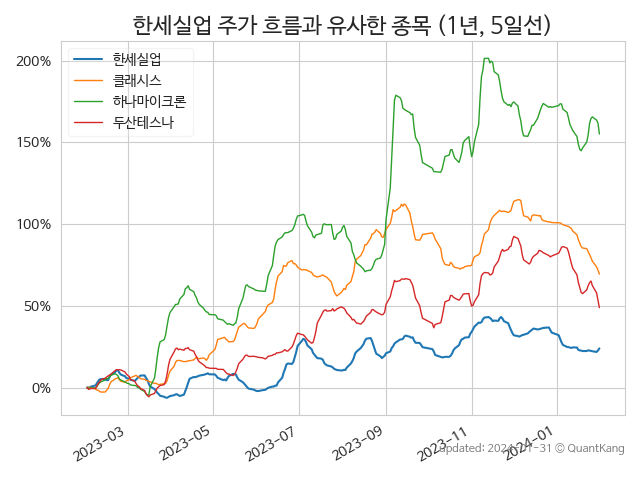 한세실업 주가 흐름과 유사한 종목 (1년, 5일선)
한세실업
클래시스
하나마이크론
두산테스나
200%
150%
100%
50%
0%
2023-03
2023-05
2023-07
2023-09
2023-11
2024-01
updated: 2024-01-31 © QuantKang